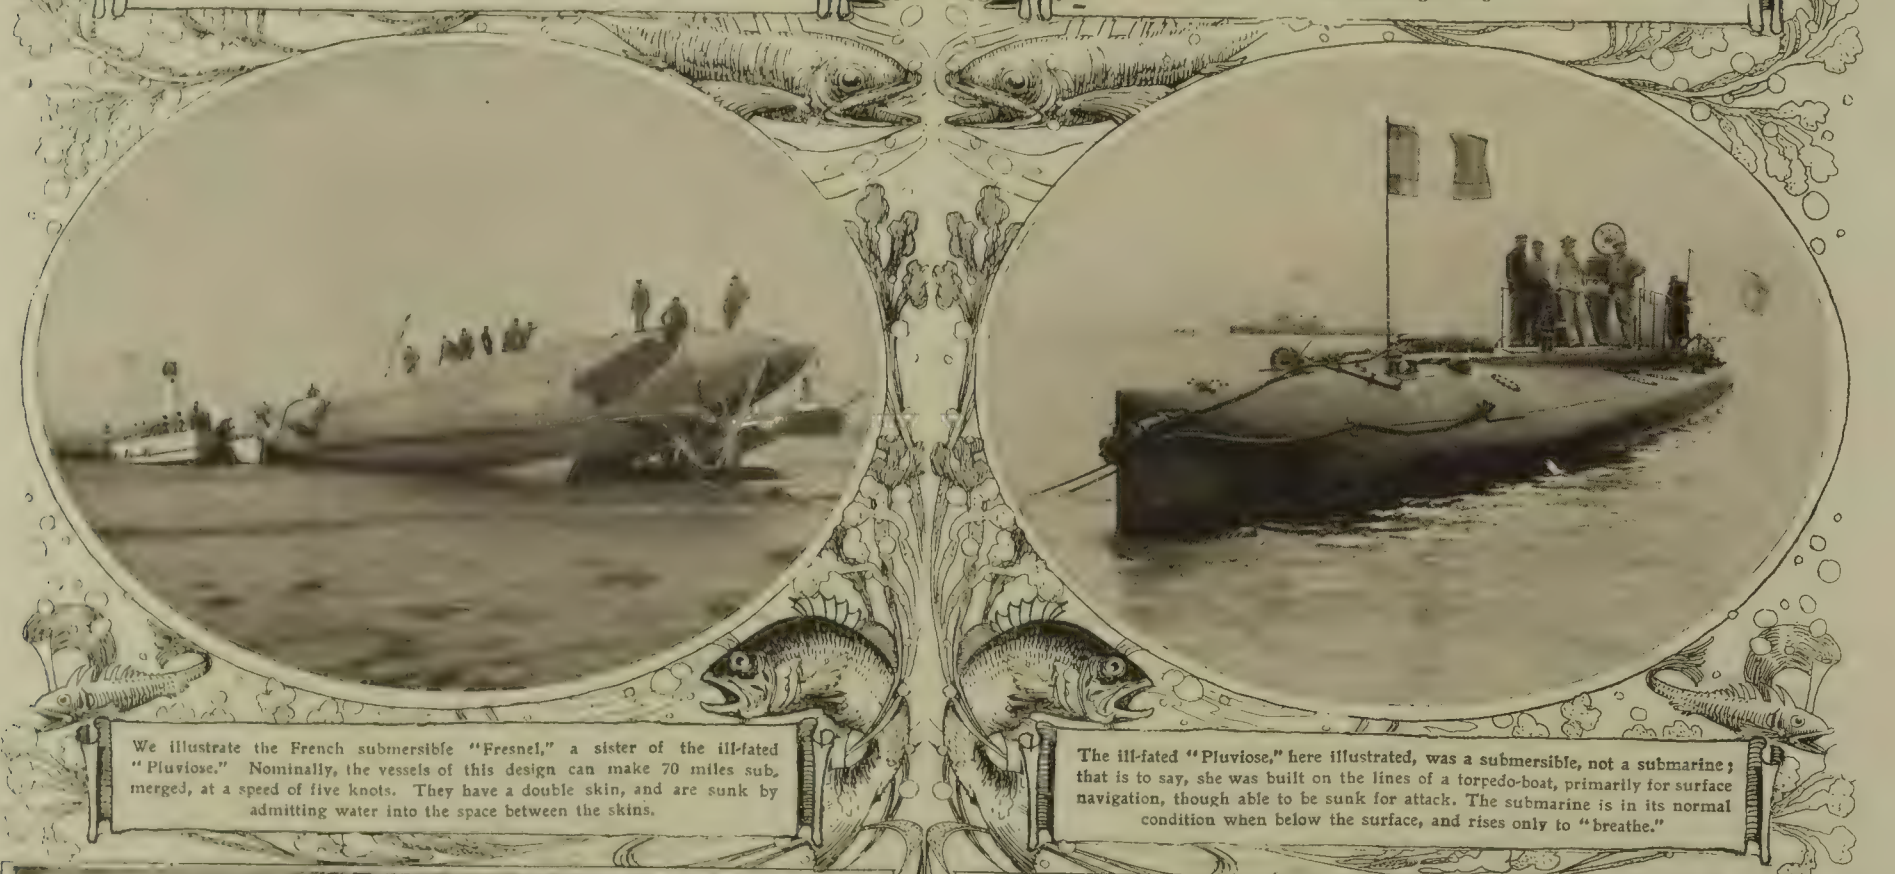 We illustrate the French submersible "Fresnel," a sister of the ill-fated
"Pluviose." Nominally, the vessels of this design can make 70 miles sub-
merged, at a speed of five knots. They have a double skin, and are sunk by
admitting water into the space between the skins.
The ill-fated "Pluviose," here illustrated, was a submersible, not a submarine;
that is to say, she was built on the lines of a torpedo-boat, primarily for surface
navigation, though able to be sunk for attack. The submarine is in its normal
condition when below the surface, and rises only to "breathe."